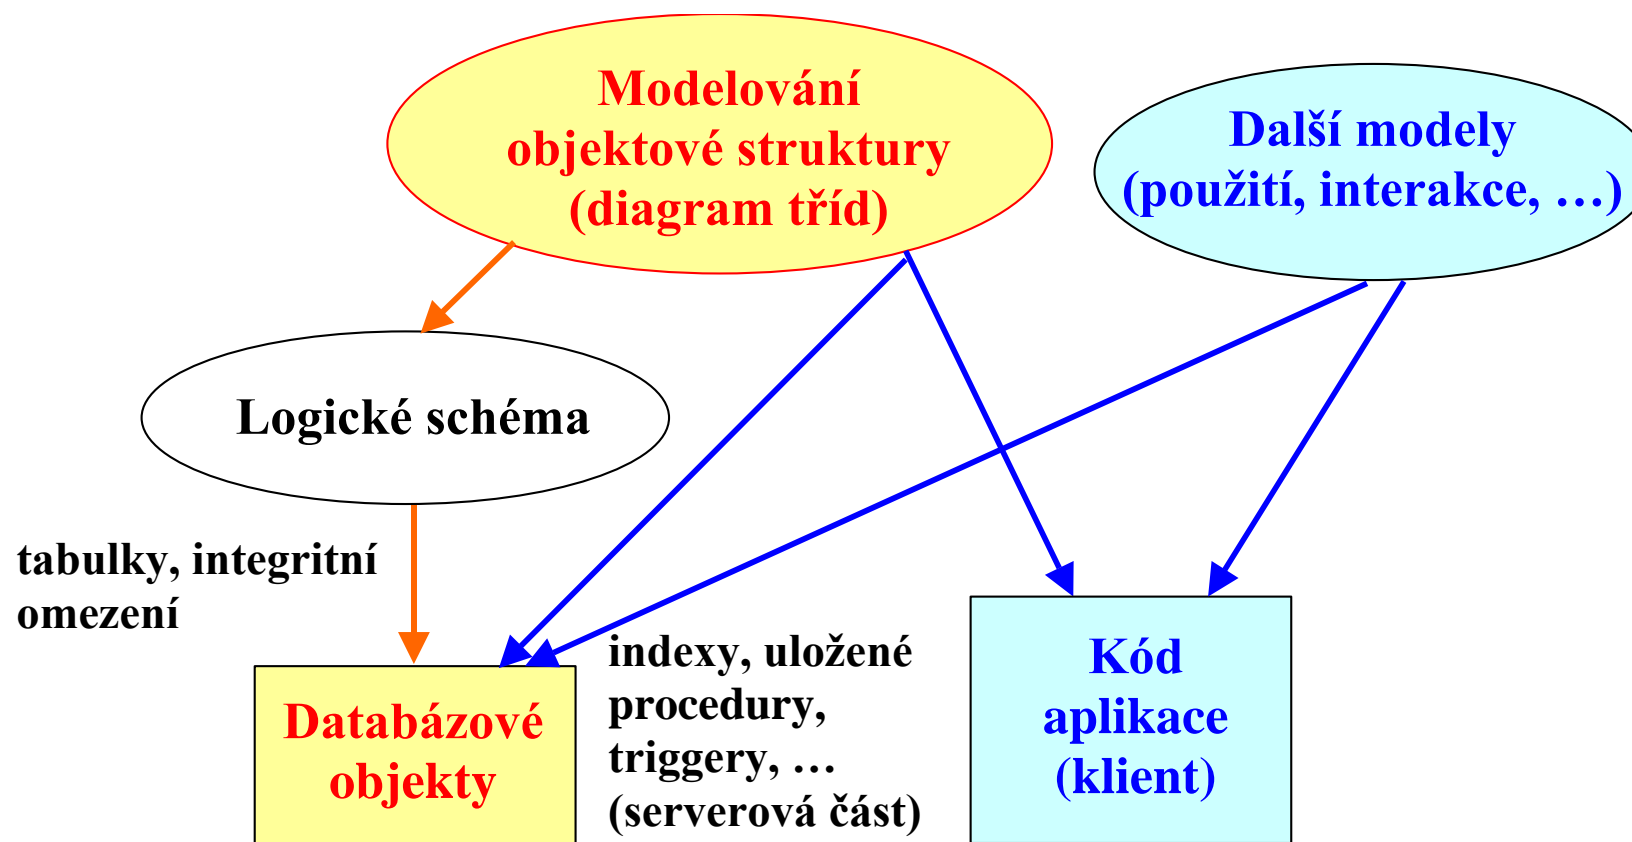 Modelování
objektové struktury
(diagram tříd)
Další modely
(použití, interakce, …)
Logické schéma
tabulky, integritní
omezení
indexy, uložené
procedury,
triggery, …
(serverová část)
Databázové
objekty
Kód
aplikace
(klient)